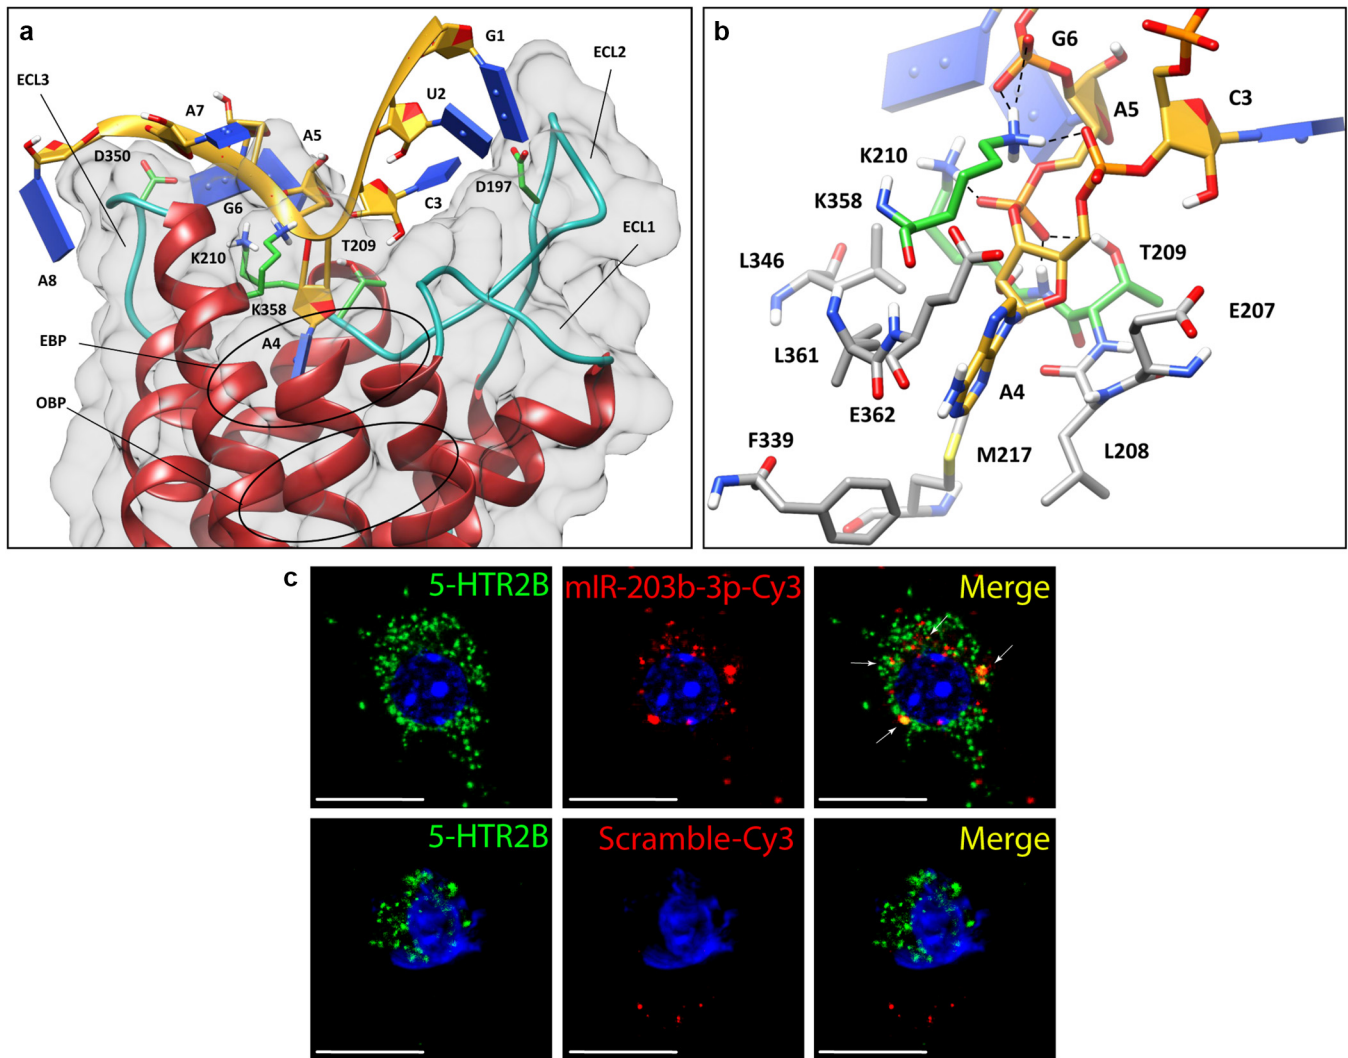 a
G1
ECL2
ECL3
A7
U2
A5
D350
D197
G6
C3
ECL1
K210
T209
A8
K358
EBP
A4
OBP
b
G6
C3
A5
K210
K358
T209
L346
E207
L361
A4
E362
F339
M217
L208
c
5-HTR2B
mIR-203b-3p-Cy3
Merge
5-HTR2B
Scramble-Cy3
Merge